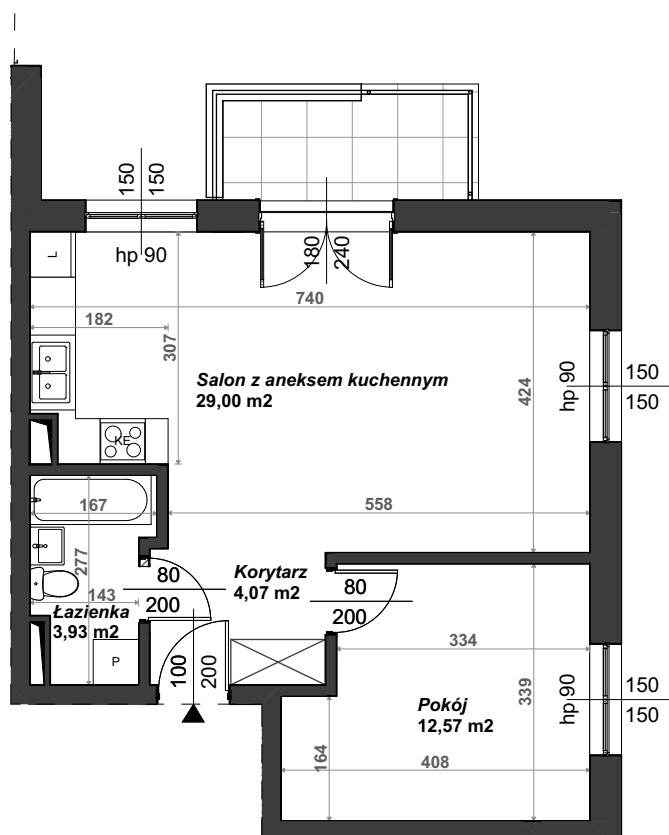 150
150
hp 90
180
240
L
740
182
307
Salon z aneksem kuchennym
29,00 m2
424
hp 90
150
150
KE
167
558
277
80
200
Korytarz
4,07 m2
80
200
143
Łazienka
3,93 m2
P
100
200
334
339
Pokój
12,57 m2
hp 90
150
150
164
408